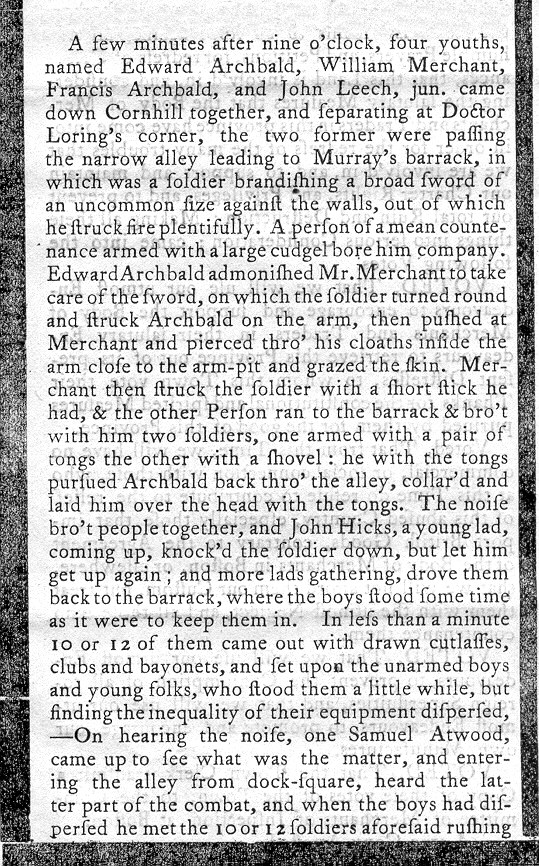 A few minutes after nine o'clock, four youths,
named Edward Archbald, William Merchant,
Francis Archbald, and John Leech, jun. came
down Cornhill together, and ſeparating at Doctor
Loring's corner, the two former were paſſing
the narrow alley leading to Murray's barrack, in
which was a ſoldier brandiſhing a broad ſword of
an uncommon ſize againſt the walls, out of which
he ſtruck fire plentifully. A perſon of a mean counte-
nance armed with a large cudgel bore him company.
Edward Archbald admoniſhed Mr. Merchant to take
care of the ſword, on which the ſoldier turned round
and ſtruck Archbald on the arm, then puſhed at
Merchant and pierced thro' his cloaths inſide the
arm cloſe to the arm-pit and grazed the ſkin. Mer-
chant then ſtruck the ſoldier with a ſhort ſtick he
had, & the other Perſon ran to the barrack & bro't
with him two ſoldiers, one armed with a pair of
tongs the other with a ſhovel : he with the tongs
purſued Archbald back thro' the alley, collar'd and
laid him over the head with the tongs. The noiſe
bro't people together, and John Hicks, a young lad,
coming up, knock'd the ſoldier down, but let him
get up again ; and more lads gathering, drove them
back to the barrack, where the boys ſtood ſome time
as it were to keep them in. In leſs than a minute
10 or 12 of them came out with drawn cutlaſſes,
clubs and bayonets, and ſet upon the unarmed boys
and young folks, who ſtood them a little while, but
finding the inequality of their equipment diſperſed,
—On hearing the noiſe, one Samuel Atwood,
came up to ſee what was the matter, and enter-
ing the alley from dock-ſquare, heard the lat-
ter part of the combat, and when the boys had diſ-
perſed he met the 10 or 12 ſoldiers aforeſaid ruſhing